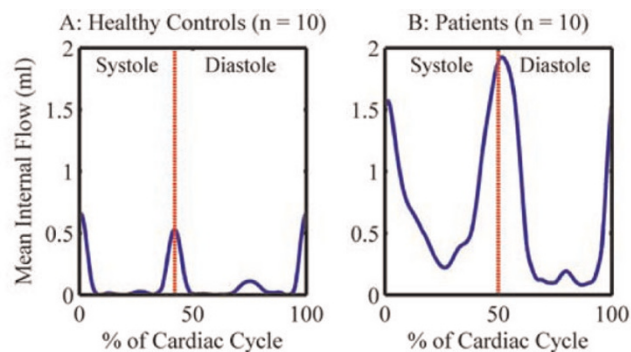 A: Healthy Controls (n = 10)
B: Patients (n = 10)
Mean Internal Flow (ml)
2
1.5
1
0.5
0
Systole
Diastole
0
50
100
% of Cardiac Cycle
2
1.5
1
0.5
0
Systole
Diastole
0
50
100
% of Cardiac Cycle